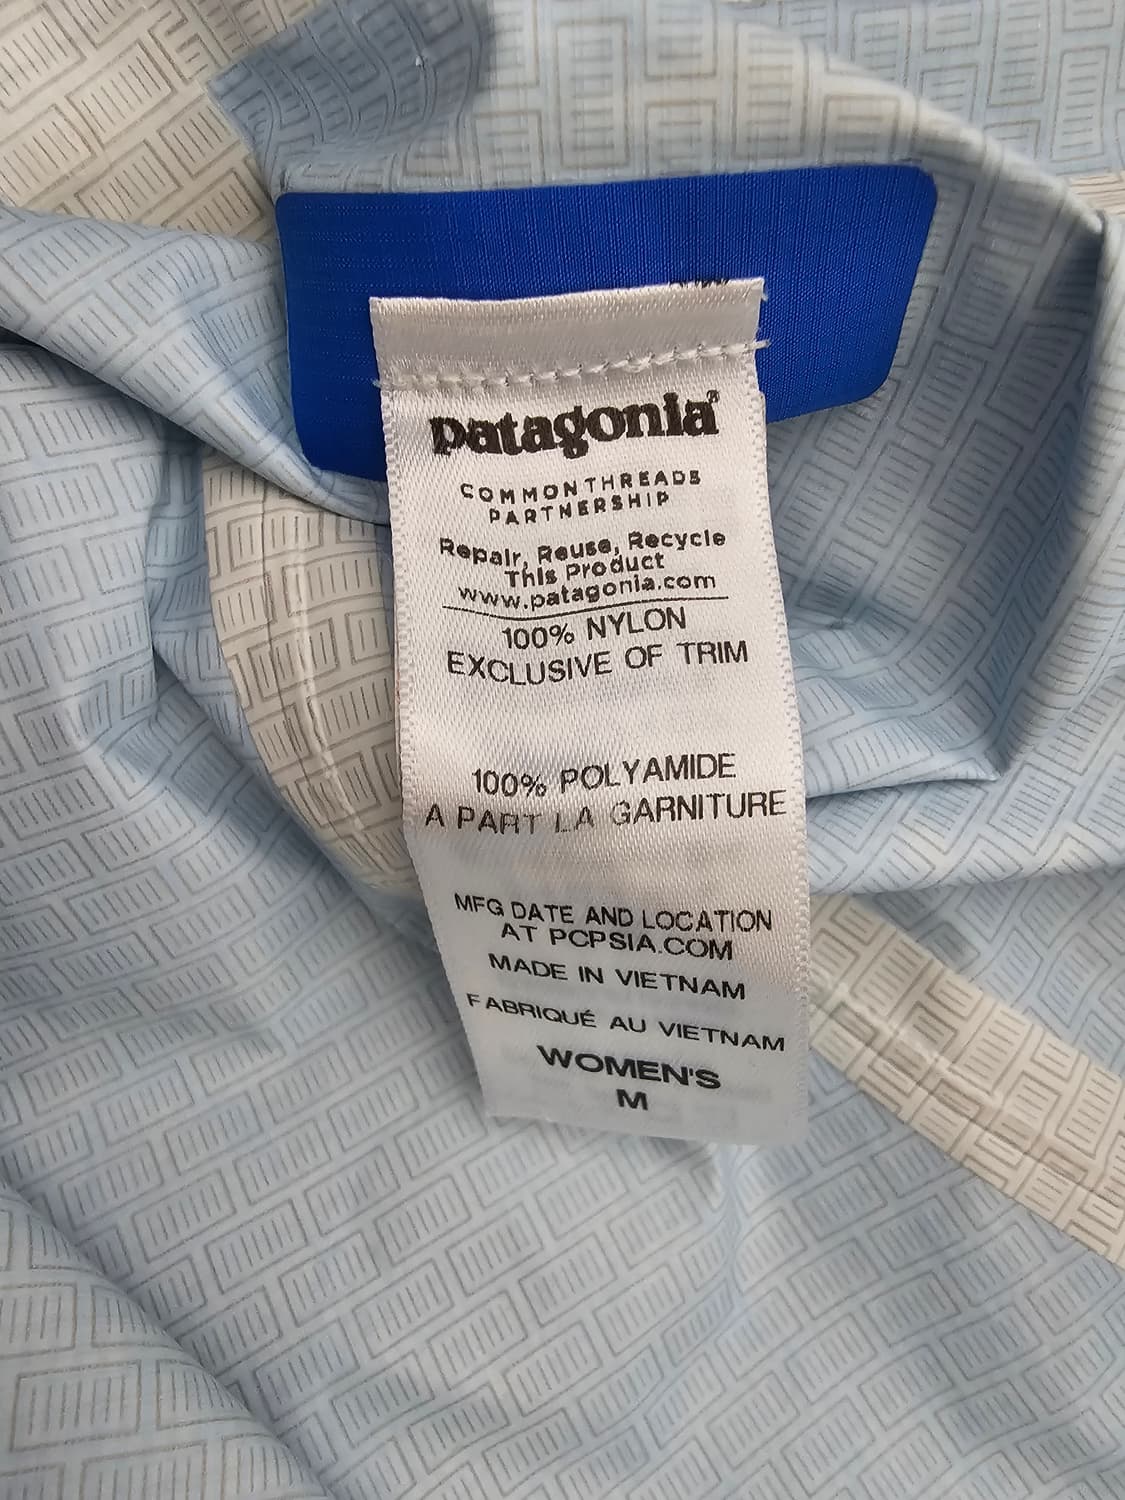 patagonia®
COMMONTHREADS
PARTNERSHIP
Repair, Reuse, Recycle
This Product
www.patagonia.com
100% NYLON
EXCLUSIVE OF TRIM
100% POLYAMIDE
A PART LA GARNITURE
MFG DATE AND LOCATION
AT PCPSIA.COM
MADE IN VIETNAM
FABRIQUÉ AU VIETNAM
WOMEN'S
M